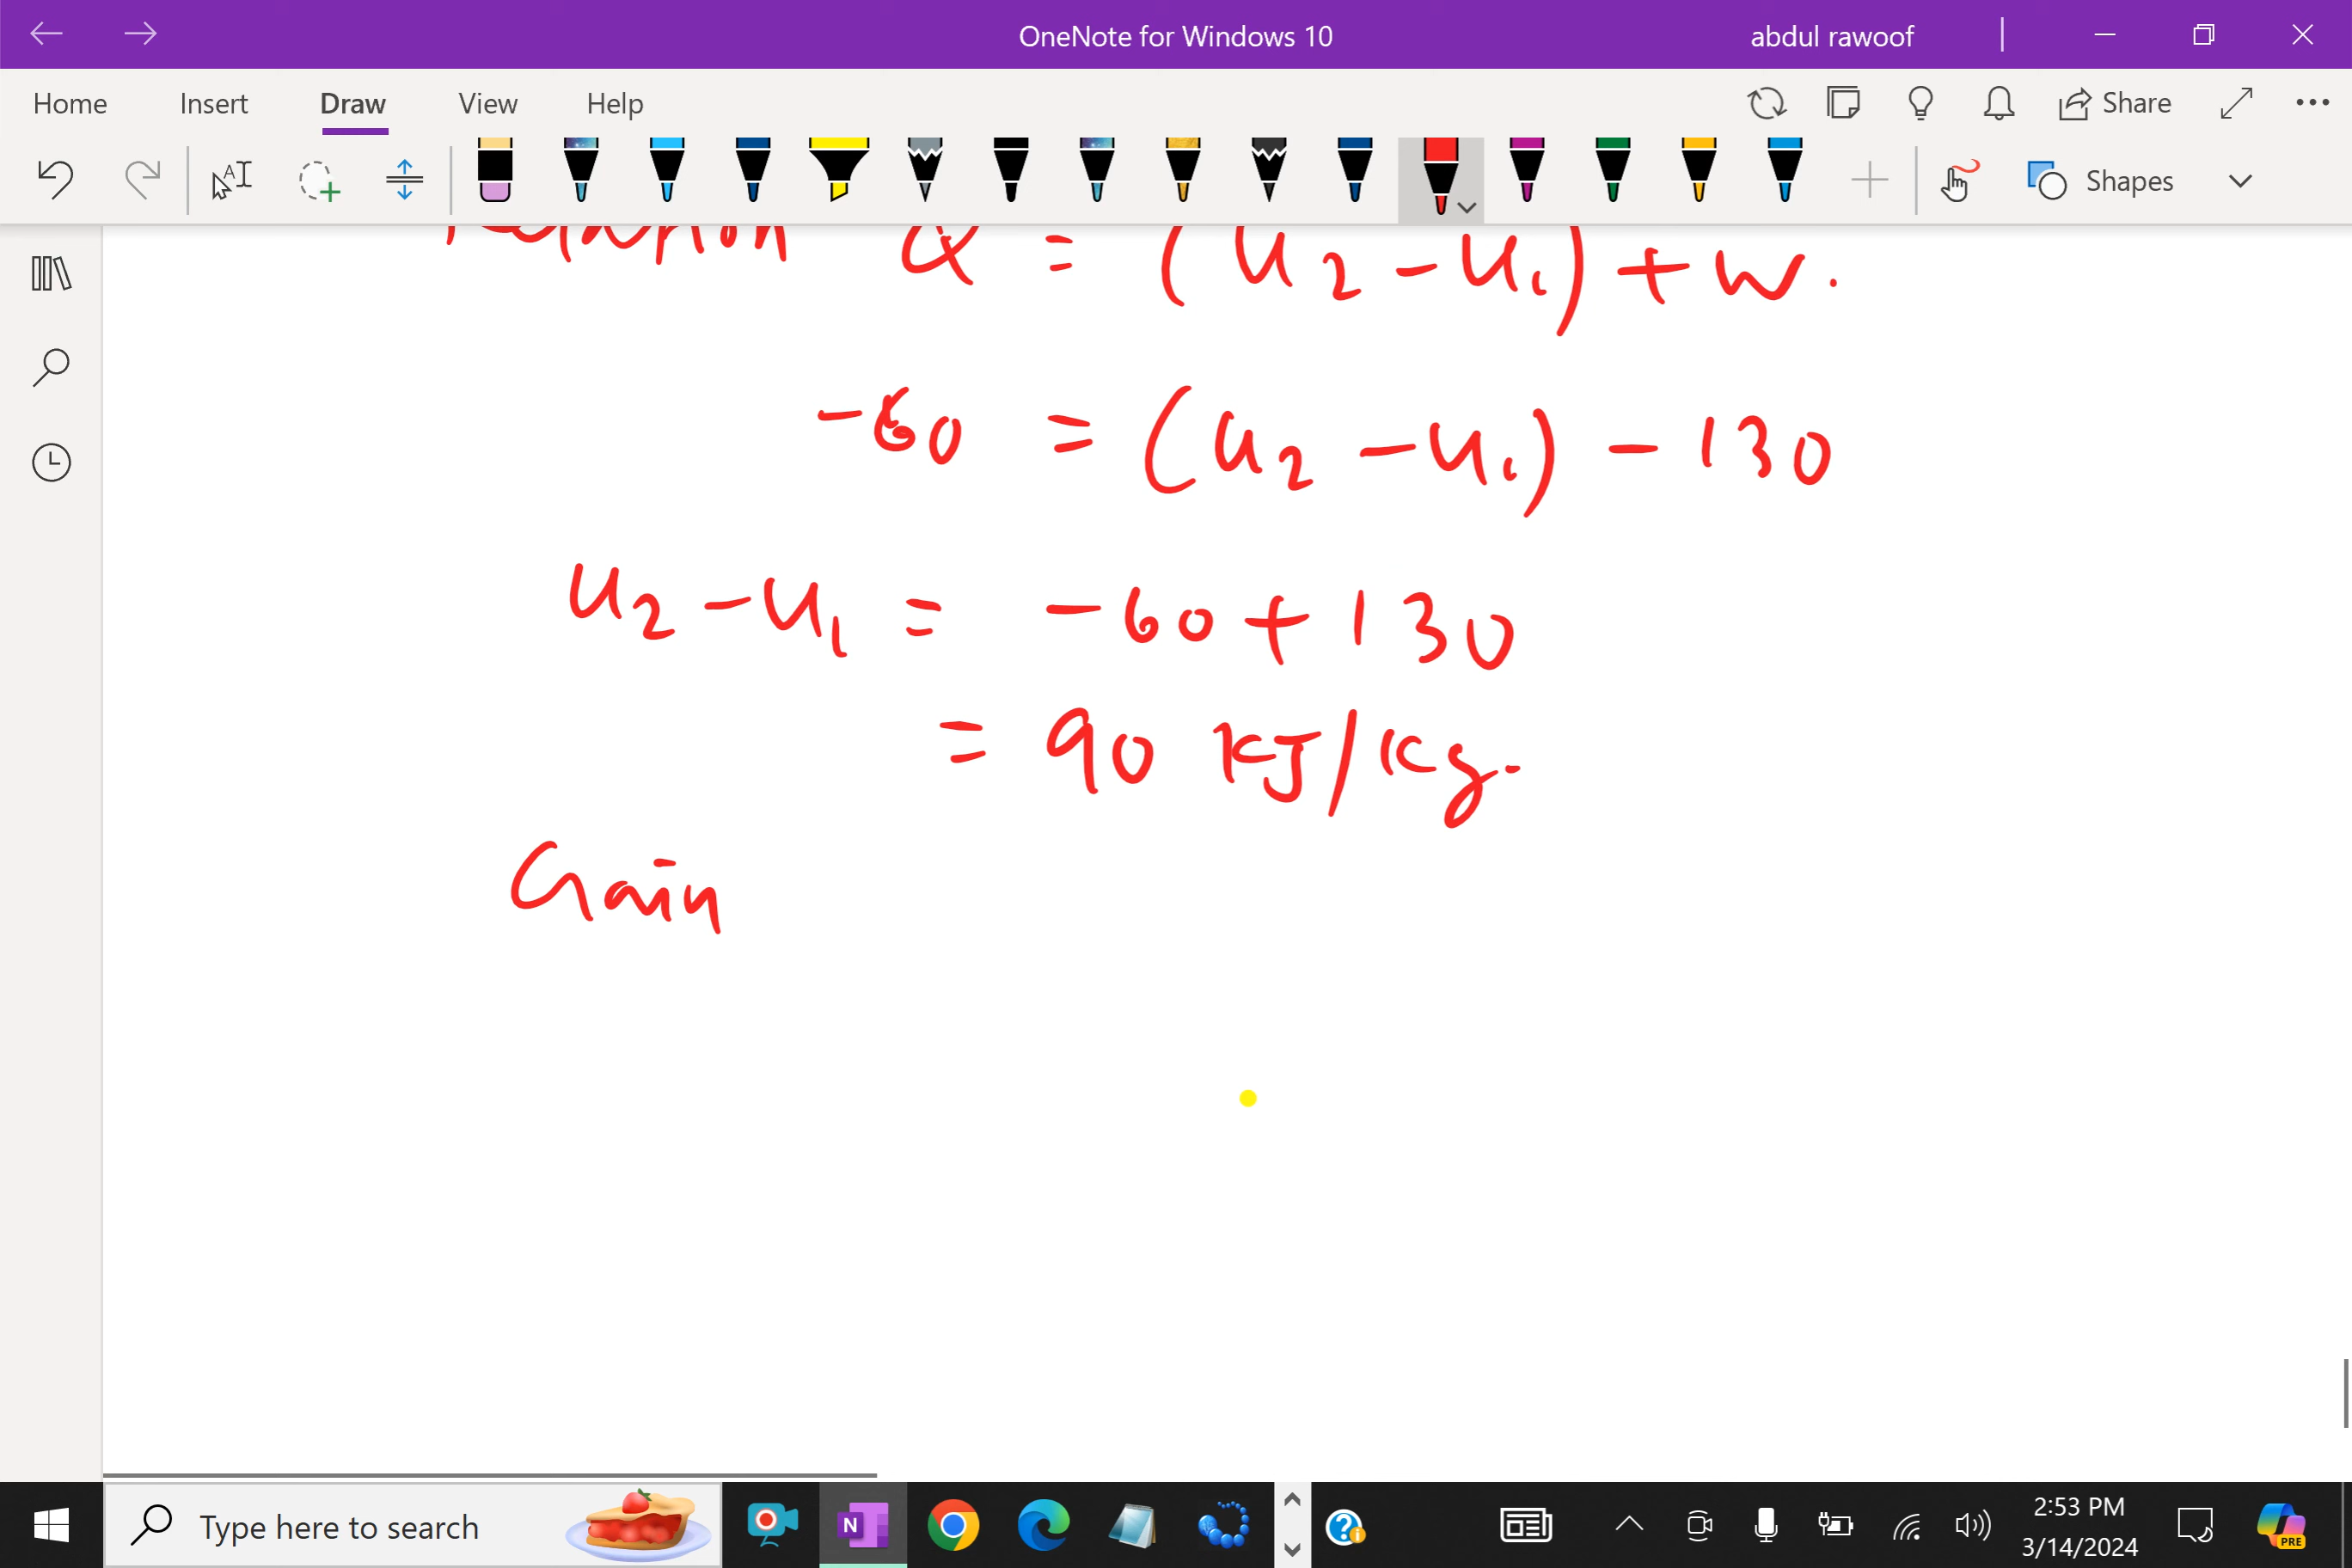 OneNote for Windows 10
abdul rawoof
Home Insert Draw View Help
Share
Shapes
Q = (U2 - U1) + W.
-60 = (U2 - U1) - 130
U2 - U1 = -60 + 130
= 90 KJ/Kg.
Gain
Type here to search
N
2:53 PM
3/14/2024
PRE